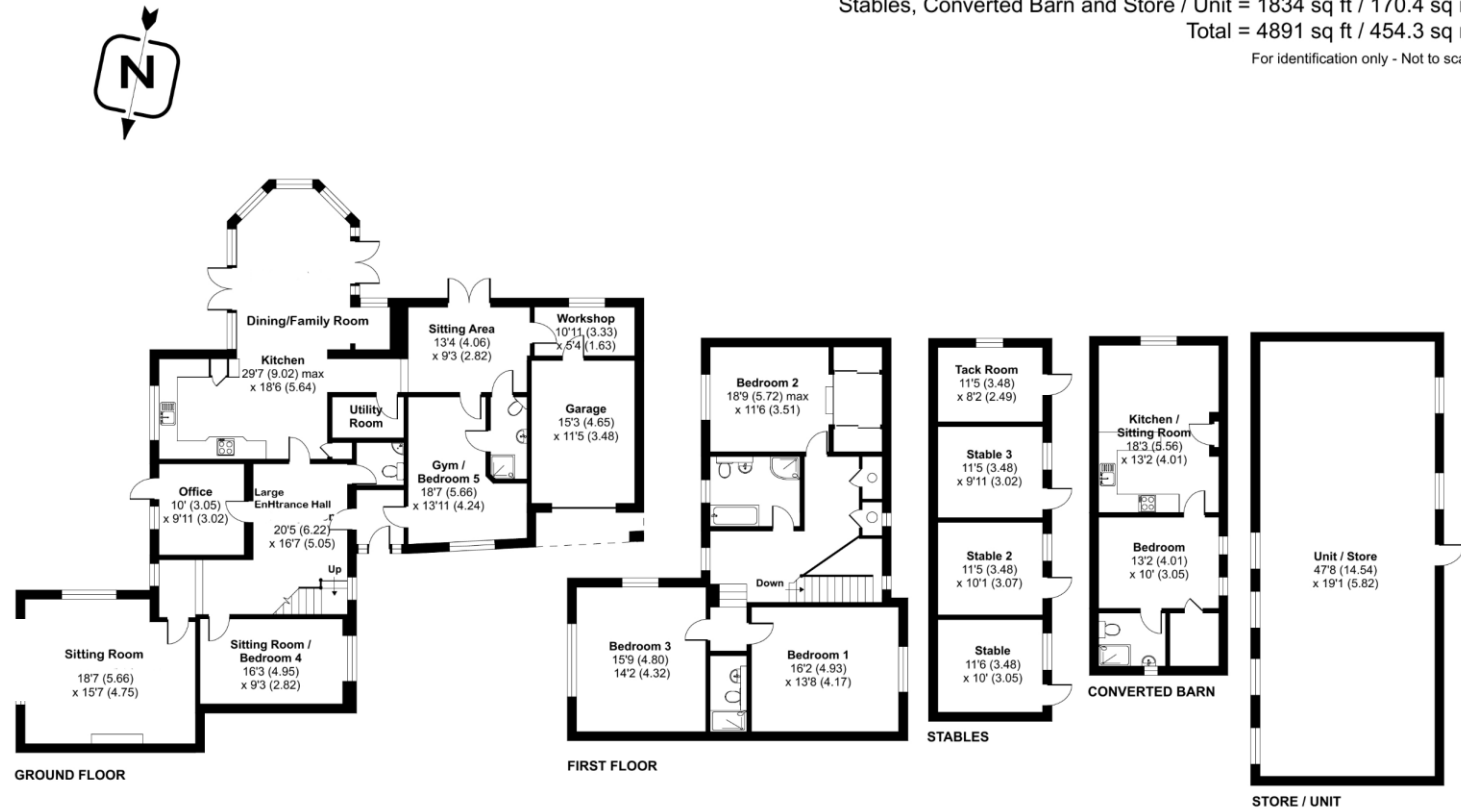 Stables, Converted Barn and Store / Unit = 1834 sq ft / 170.4 sq
Total = 4891 sq ft / 454.3 sq
For identification only - Not to sca
N
Dining/Family Room
Kitchen
29'7 (9.02) max
x 18'6 (5.64)
Sitting Area
13'4 (4.06)
x 9'3 (2.82)
Workshop
10'11 (3.33)
x 5'4 (1.63)
Utility
Room
Garage
15'3 (4.65)
x 11'5 (3.48)
Gym /
Bedroom 5
18'7 (5.66)
x 13'11 (4.24)
Office
10' (3.05)
x 9'11 (3.02)
Large
EnHtrance Hall
20'5 (6.22)
x 16'7 (5.05)
Up
Sitting Room
18'7 (5.66)
x 15'7 (4.75)
Sitting Room /
Bedroom 4
16'3 (4.95)
x 9'3 (2.82)
GROUND FLOOR
Bedroom 2
18'9 (5.72) max
x 11'6 (3.51)
Down
Bedroom 3
15'9 (4.80)
14'2 (4.32)
Bedroom 1
16'2 (4.93)
x 13'8 (4.17)
FIRST FLOOR
Tack Room
11'5 (3.48)
x 8'2 (2.49)
Stable 3
11'5 (3.48)
x 9'11 (3.02)
Stable 2
11'5 (3.48)
x 10'1 (3.07)
Stable
11'6 (3.48)
x 10' (3.05)
STABLES
Kitchen /
Sitting Room
18'3 (5.56)
x 13'2 (4.01)
Bedroom
13'2 (4.01)
x 10' (3.05)
CONVERTED BARN
Unit / Store
47'8 (14.54)
x 19'1 (5.82)
STORE / UNIT